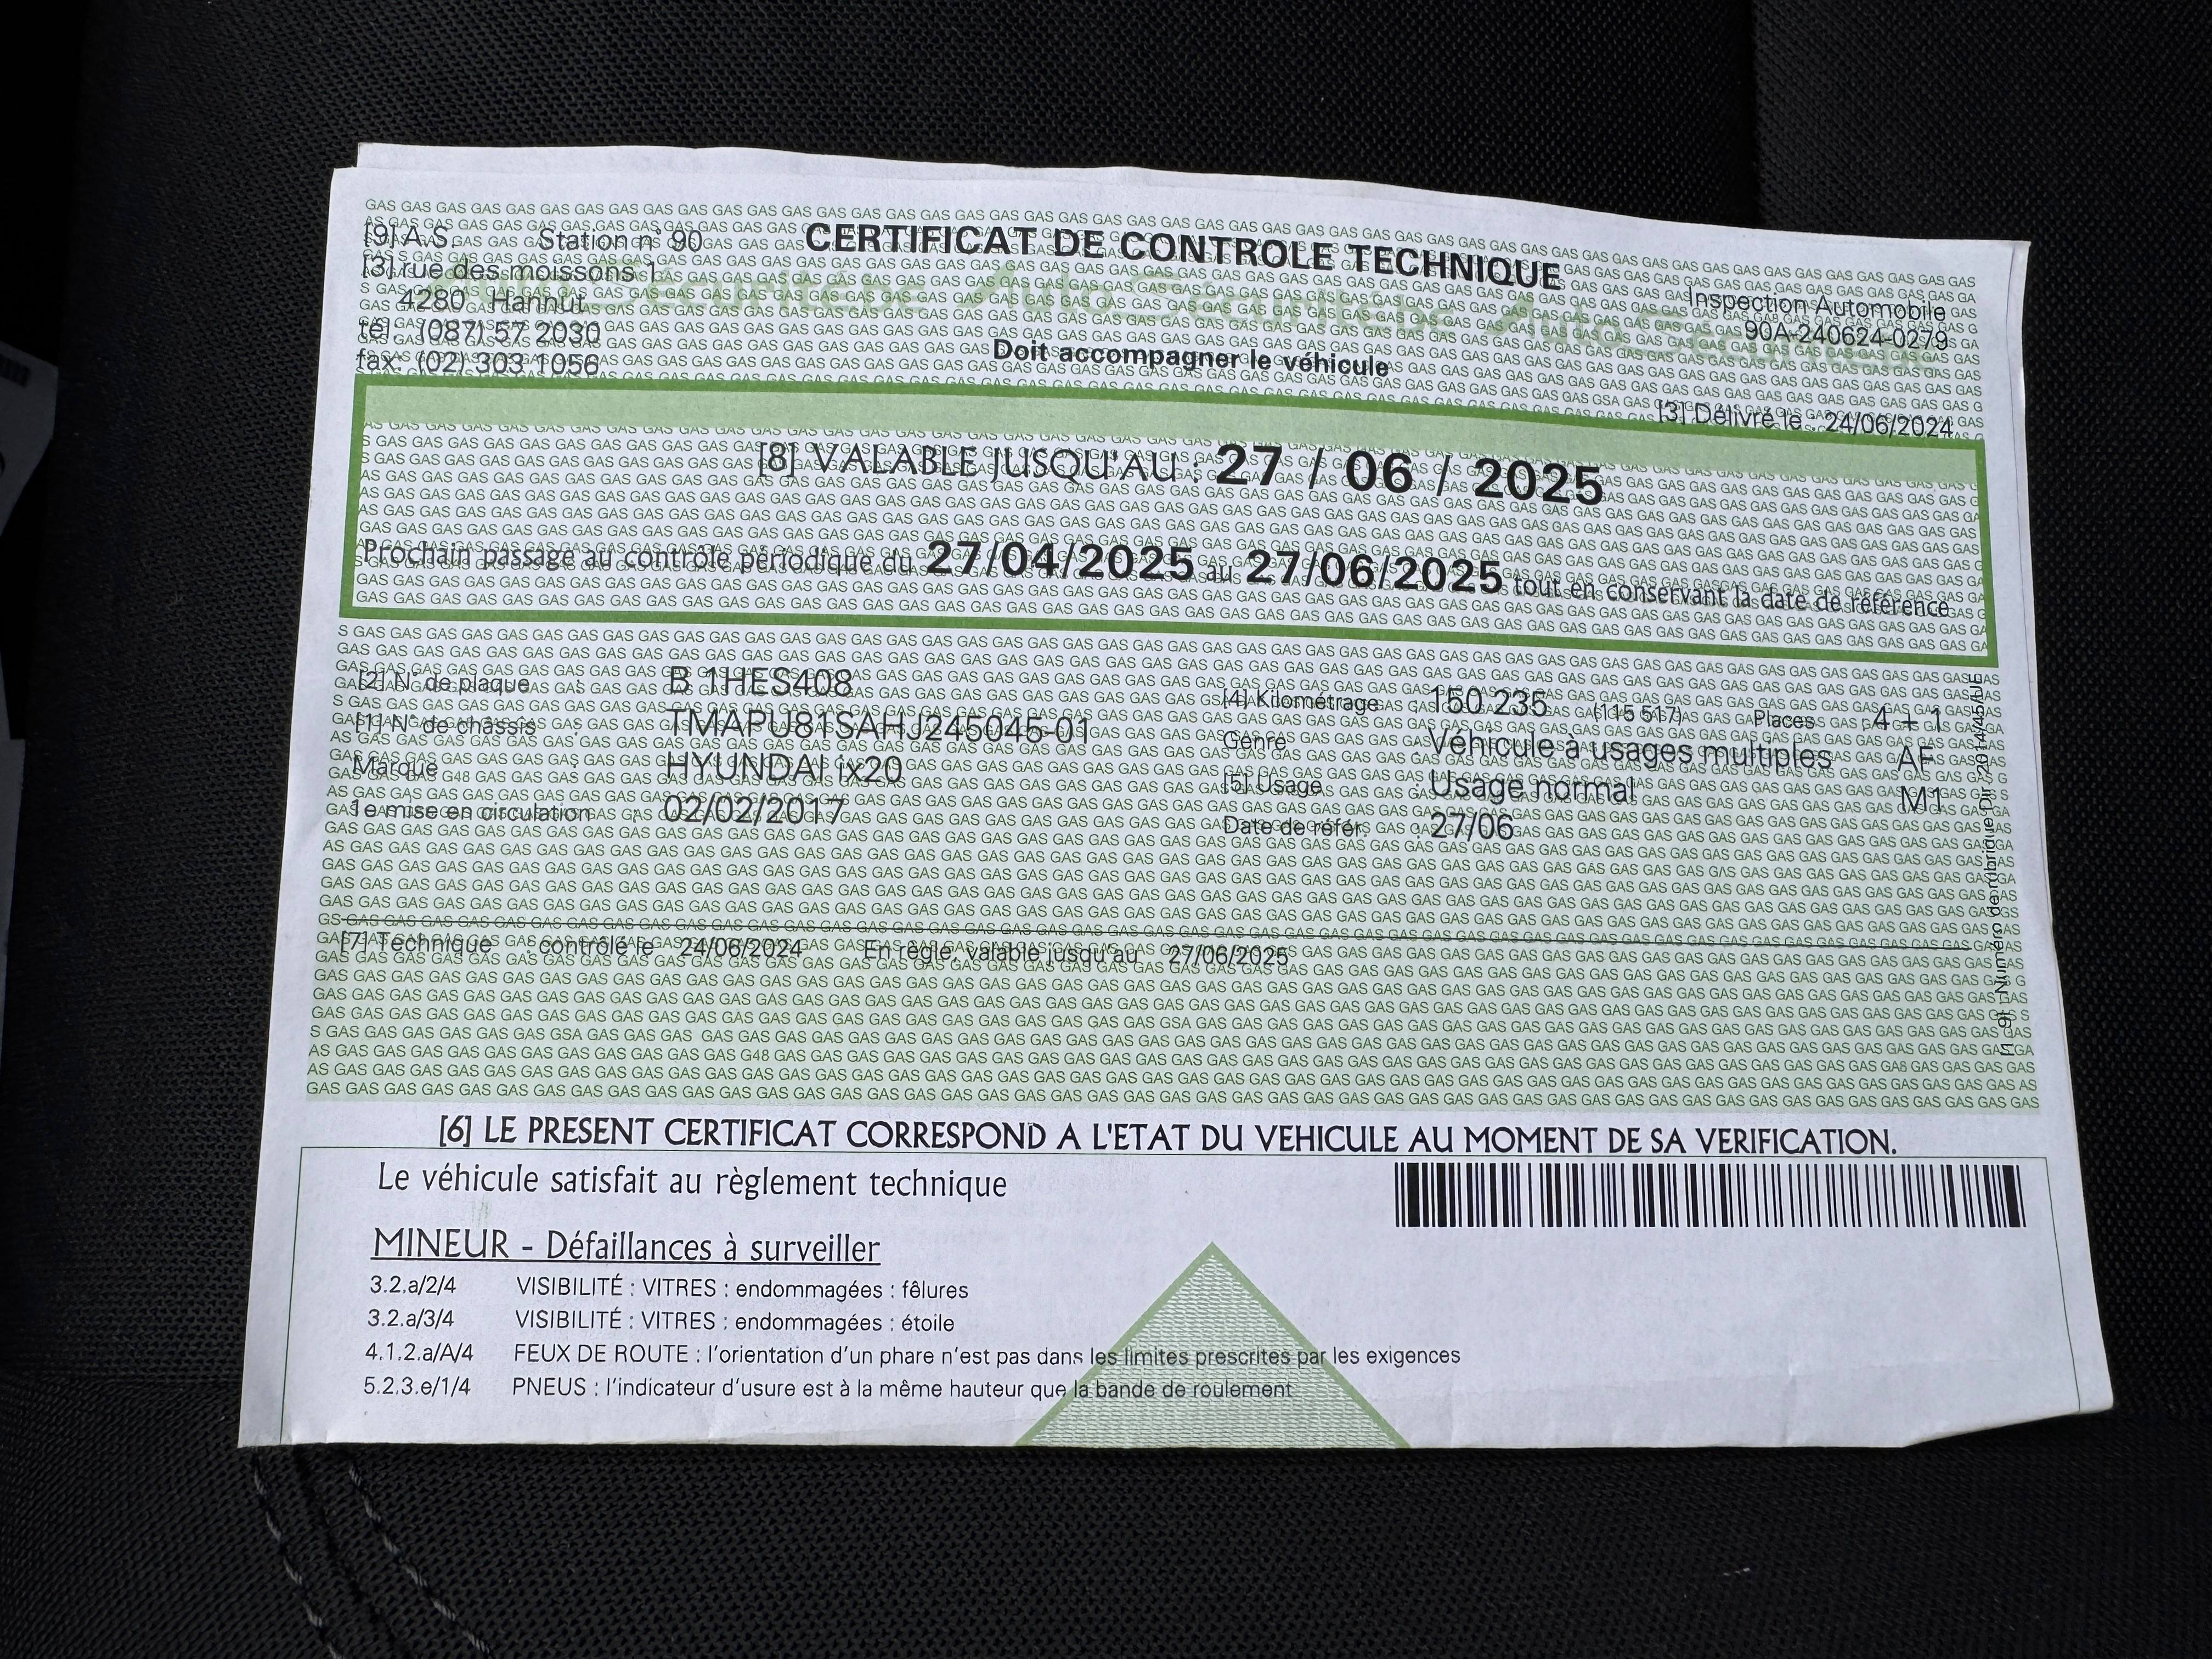 CERTIFICAT DE CONTROLE TECHNIQUE
[9] A.S. Station n° 90
[3] rue des moissons 1
4280 Hannut
tél : (087) 57 2030
fax: (02) 303 1056
Inspection Automobile
90A-240624-0279
Doit accompagner le véhicule
[3] Délivré le : 24/06/2024
[8] VALABLE JUSQU'AU : 27 / 06 / 2025
Prochain passage au contrôle périodique du 27/04/2025 au 27/06/2025 tout en conservant la date de référence
[2] N° de plaque : B 1HES408
[1] N° de châssis : TMAPU81SAHJ245045-01
Marque : HYUNDAI ix20
1e mise en circulation : 02/02/2017
[4] Kilométrage : 150 235 (115 517) Places : 4 + 1
Genre : Véhicule à usages multiples AF
[5] Usage : Usage normal M1
Date de référ. : 27/06
[7] Technique : contrôlé le 24/06/2024 En règle, valable jusqu'au 27/06/2025
[1-9] : Numéro de rubrique Dir. 2014/45/UE
[6] LE PRESENT CERTIFICAT CORRESPOND A L'ETAT DU VEHICULE AU MOMENT DE SA VERIFICATION.
Le véhicule satisfait au règlement technique
MINEUR - Défaillances à surveiller
3.2.a/2/4 VISIBILITÉ : VITRES : endommagées : fêlures
3.2.a/3/4 VISIBILITÉ : VITRES : endommagées : étoile
4.1.2.a/A/4 FEUX DE ROUTE : l'orientation d'un phare n'est pas dans les limites prescrites par les exigences
5.2.3.e/1/4 PNEUS : l'indicateur d'usure est à la même hauteur que la bande de roulement